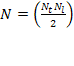 N = (N_t N_l / 2)